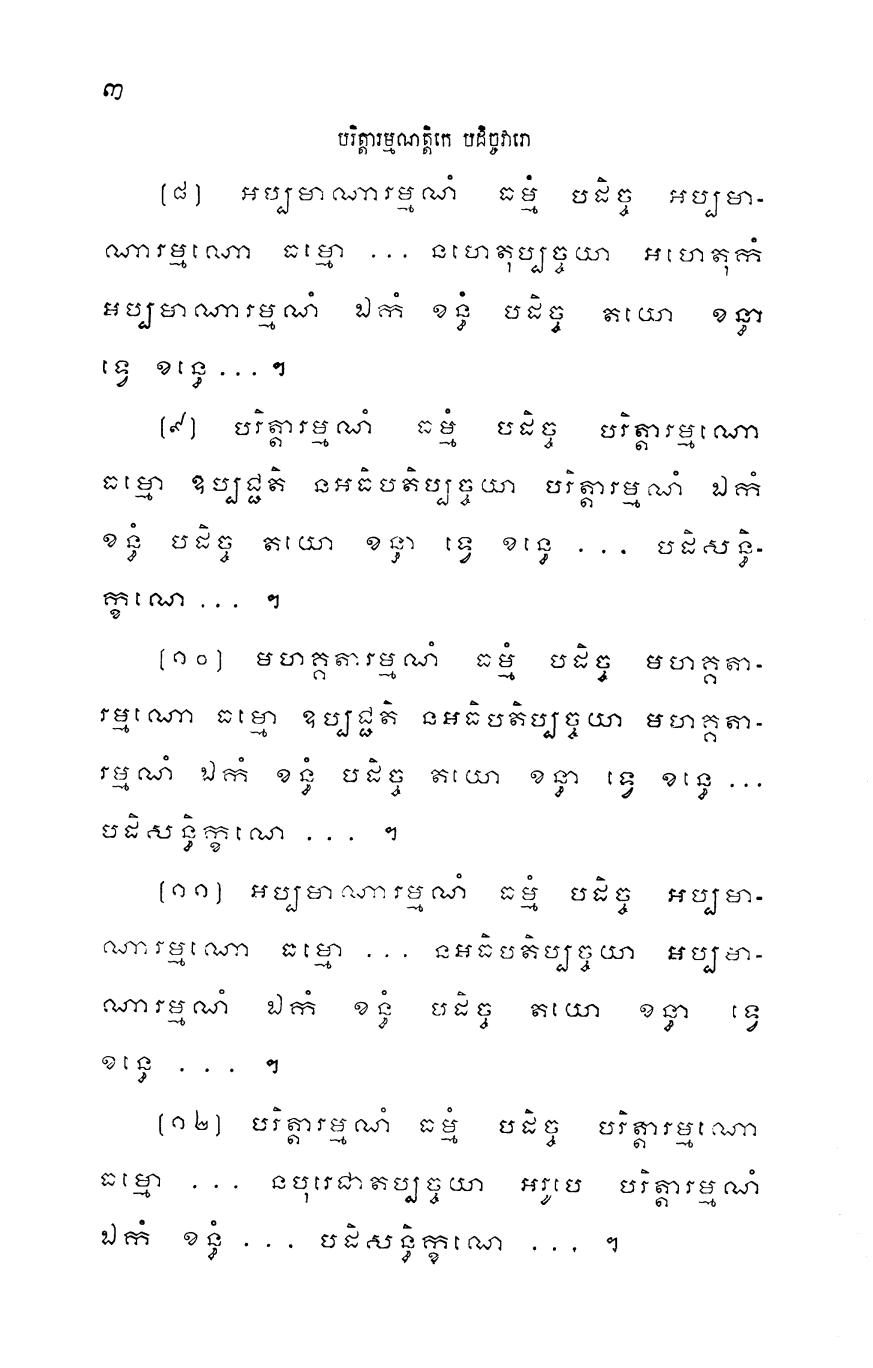 ៣
បរិត្តារម្មណត្តិកេ បដិច្ចវារោ
(៨) អប្បមាណារម្មណំ ធម្មំ បដិច្ច អប្បមា-
ណារម្មណោ ធម្មោ ... នហេតុប្បច្ចយា អហេតុកំ
អប្បមាណារម្មណំ ឯកំ ខន្ធំ បដិច្ច តយោ ខន្ធា
ទ្វេ ខន្ធេ ... ។
(៩) បរិត្តារម្មណំ ធម្មំ បដិច្ច បរិត្តារម្មណោ
ធម្មោ ឧប្បជ្ជតិ នអធិបតិប្បច្ចយា បរិត្តារម្មណំ ឯកំ
ខន្ធំ បដិច្ច តយោ ខន្ធា ទ្វេ ខន្ធេ ... បដិសន្ធិ-
ក្ខណេ ... ។
(១០) មហគ្គតារម្មណំ ធម្មំ បដិច្ច មហគ្គតា-
រម្មណោ ធម្មោ ឧប្បជ្ជតិ នអធិបតិប្បច្ចយា មហគ្គតា-
រម្មណំ ឯកំ ខន្ធំ បដិច្ច តយោ ខន្ធា ទ្វេ ខន្ធេ ...
បដិសន្ធិក្ខណេ ... ។
(១១) អប្បមាណារម្មណំ ធម្មំ បដិច្ច អប្បមា-
ណារម្មណោ ធម្មោ ... នអធិបតិប្បច្ចយា អប្បមា-
ណារម្មណំ ឯកំ ខន្ធំ បដិច្ច តយោ ខន្ធា ទ្វេ
ខន្ធេ ... ។
(១២) បរិត្តារម្មណំ ធម្មំ បដិច្ច បរិត្តារម្មណោ
ធម្មោ ... នបុរេជាតប្បច្ចយា អរូបេ បរិត្តារម្មណំ
ឯកំ ខន្ធំ ... បដិសន្ធិក្ខណេ ... ។